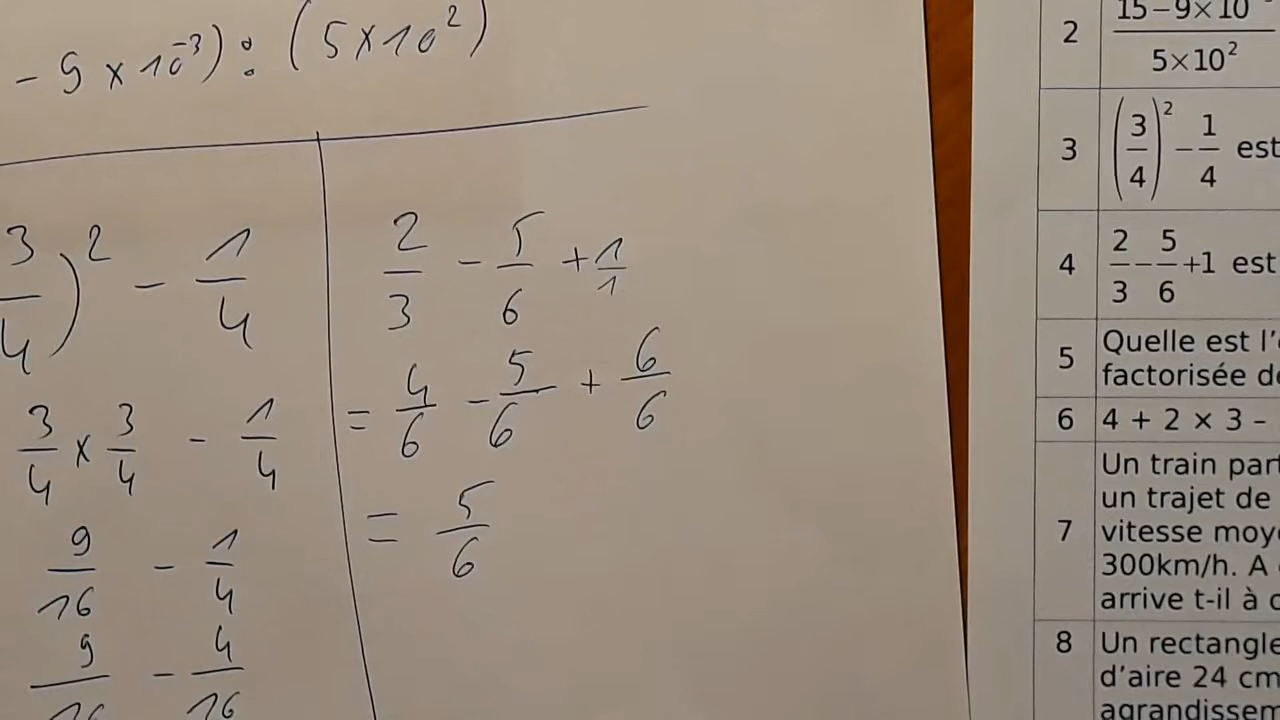 - 9 × 10⁻³) : (5 × 10²)
3/4)² - 1/4
3/4 × 3/4 - 1/4
9/16 - 1/4
9/16 - 4/16
2/3 - 5/6 + 1/1
= 4/6 - 5/6 + 6/6
= 5/6
2 15−9×10
5×10²
3 (3/4)² − 1/4 est
4 2/3 − 5/6 +1 est
5 Quelle est l’
factorisée
6 4 + 2 × 3 –
7 Un train part
un trajet de
vitesse
300km/h. A
arrive t-il à
8 Un rectangle
d’aire 24 cm